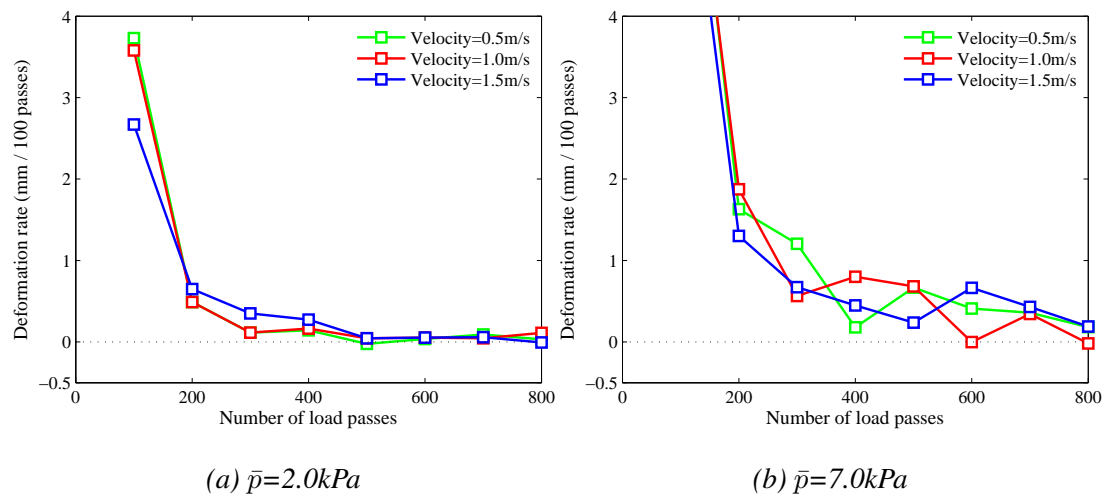 4
3
2
1
0
−0.5
0
200
400
600
800
Deformation rate (mm / 100 passes)
Number of load passes
Velocity=0.5m/s
Velocity=1.0m/s
Velocity=1.5m/s
(a) p̄=2.0kPa
4
3
2
1
0
−0.5
0
200
400
600
800
Deformation rate (mm / 100 passes)
Number of load passes
Velocity=0.5m/s
Velocity=1.0m/s
Velocity=1.5m/s
(b) p̄=7.0kPa